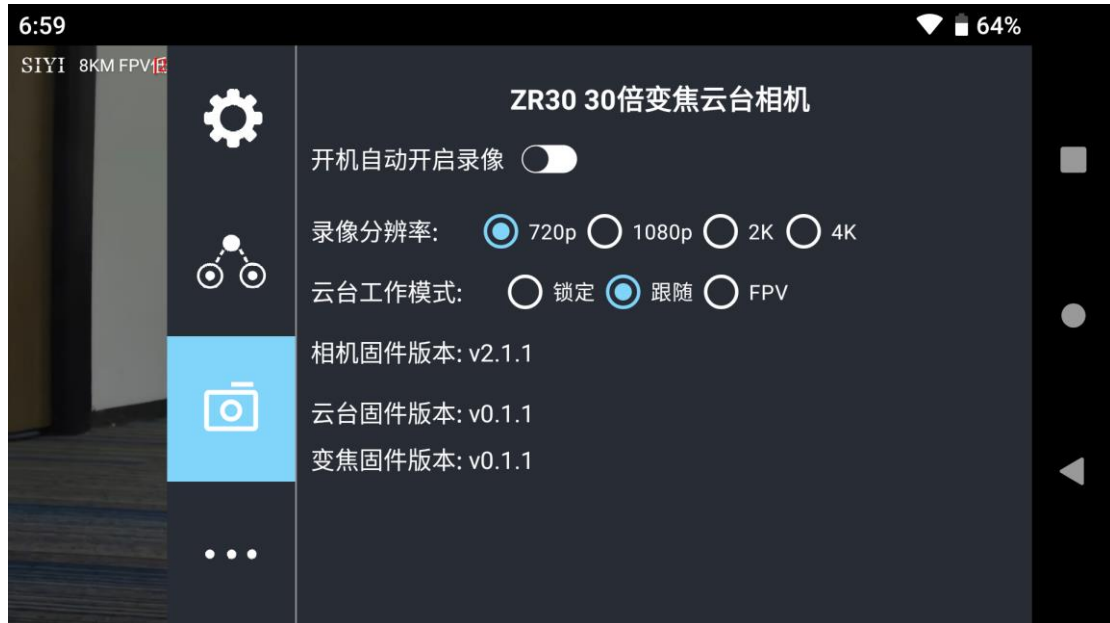 6:59 64%
SIYI 8KM FPV
ZR30 30倍变焦云台相机
开机自动开启录像
录像分辨率: 720p 1080p 2K 4K
云台工作模式: 锁定 跟随 FPV
相机固件版本: v2.1.1
云台固件版本: v0.1.1
变焦固件版本: v0.1.1